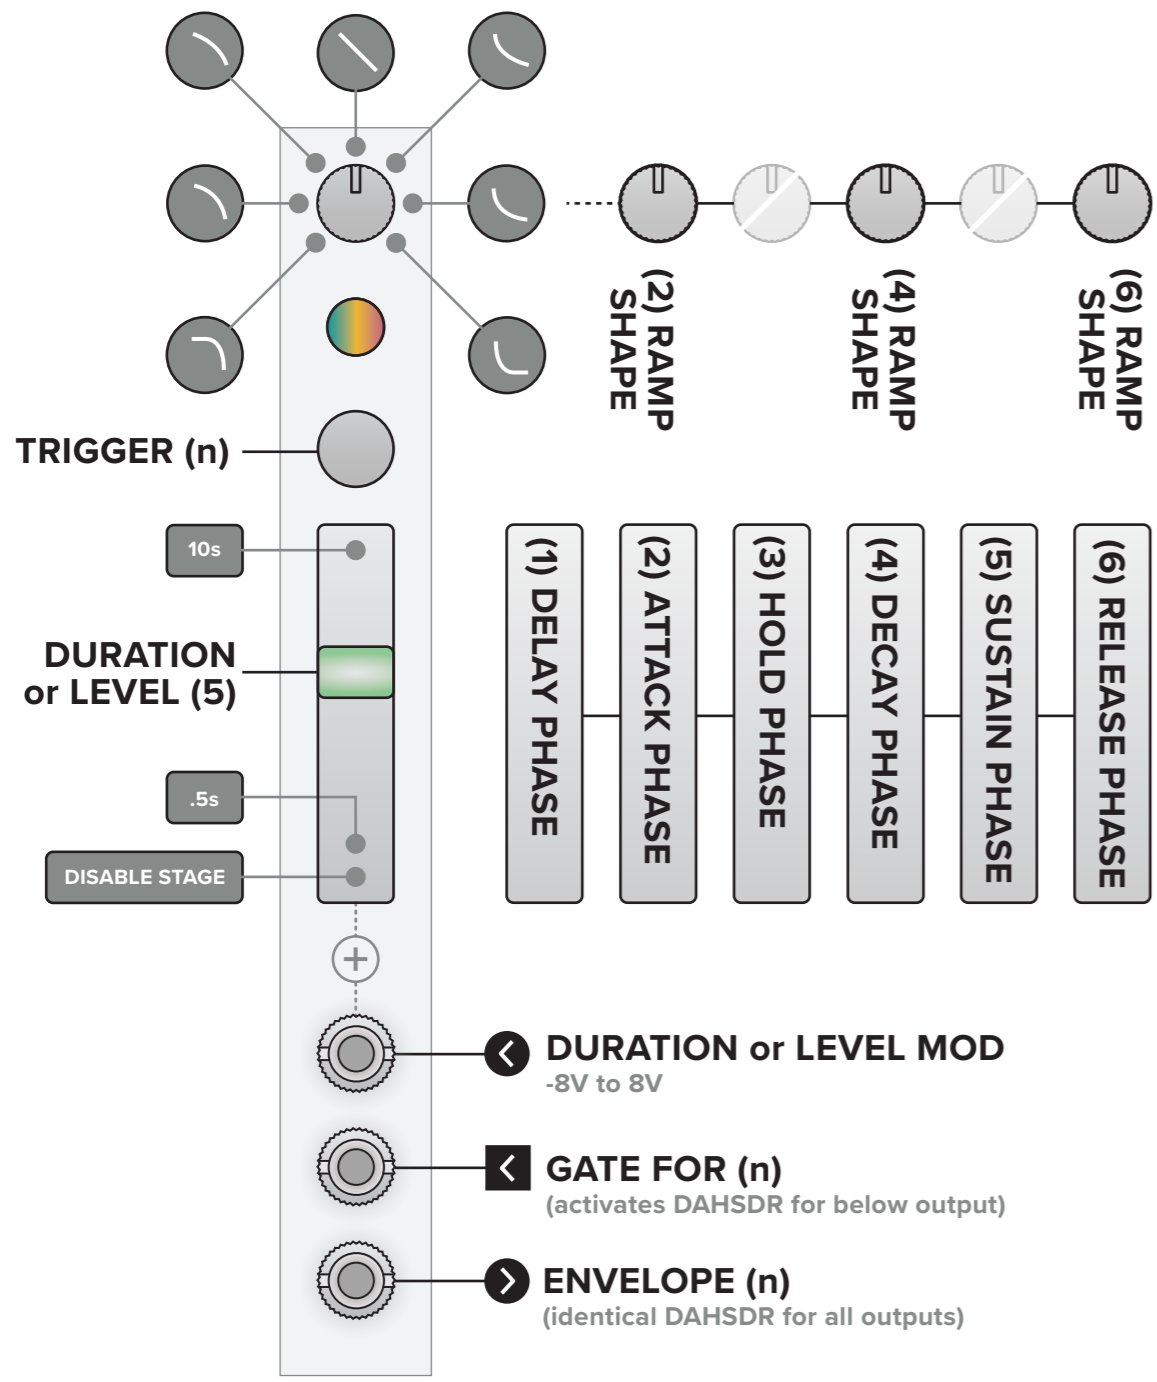 (2) RAMP
SHAPE
(4) RAMP
SHAPE
(6) RAMP
SHAPE
TRIGGER (n)
10s
DURATION
or LEVEL (5)
.5s
DISABLE STAGE
(1) DELAY PHASE
(2) ATTACK PHASE
(3) HOLD PHASE
(4) DECAY PHASE
(5) SUSTAIN PHASE
(6) RELEASE PHASE
DURATION or LEVEL MOD
-8V to 8V
GATE FOR (n)
(activates DAHSDR for below output)
ENVELOPE (n)
(identical DAHSDR for all outputs)